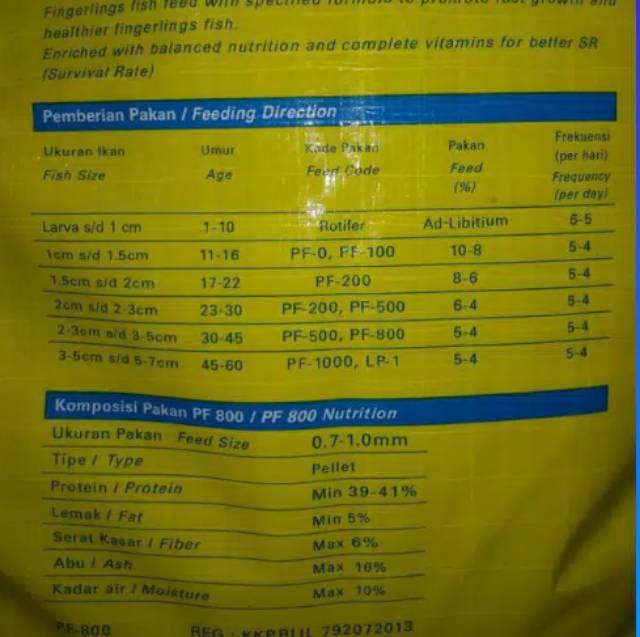 Fingerlings fish feed with specified formula to promote fast growth and
healthier fingerlings fish.
Enriched with balanced nutrition and complete vitamins for better SR
(Survival Rate)
Pemberian Pakan / Feeding Direction
Ukuran Ikan Umur Kode Pakan Pakan Frekuensi (per hari)
Fish Size Age Feed Code Feed (%) Frequency (per day)
Larva s/d 1 cm 1-10 Rotifer Ad-Libitium 6-5
1cm s/d 1.5cm 11-16 PF-0, PF-100 10-8 5-4
1.5cm s/d 2cm 17-22 PF-200 8-6 5-4
2cm s/d 2-3cm 23-30 PF-200, PF-500 6-4 5-4
2-3cm s/d 3-5cm 30-45 PF-500, PF-800 5-4 5-4
3-5cm s/d 5-7cm 45-60 PF-1000, LP-1 5-4 5-4
Komposisi Pakan PF 800 / PF 800 Nutrition
Ukuran Pakan Feed Size 0.7-1.0mm
Tipe / Type Pellet
Protein / Protein Min 39-41%
Lemak / Fat Min 5%
Serat Kasar / Fiber Max 6%
Abu / Ash Max 16%
Kadar air / Moisture Max 10%
PF-800 REG : KKPRI.I 792072013